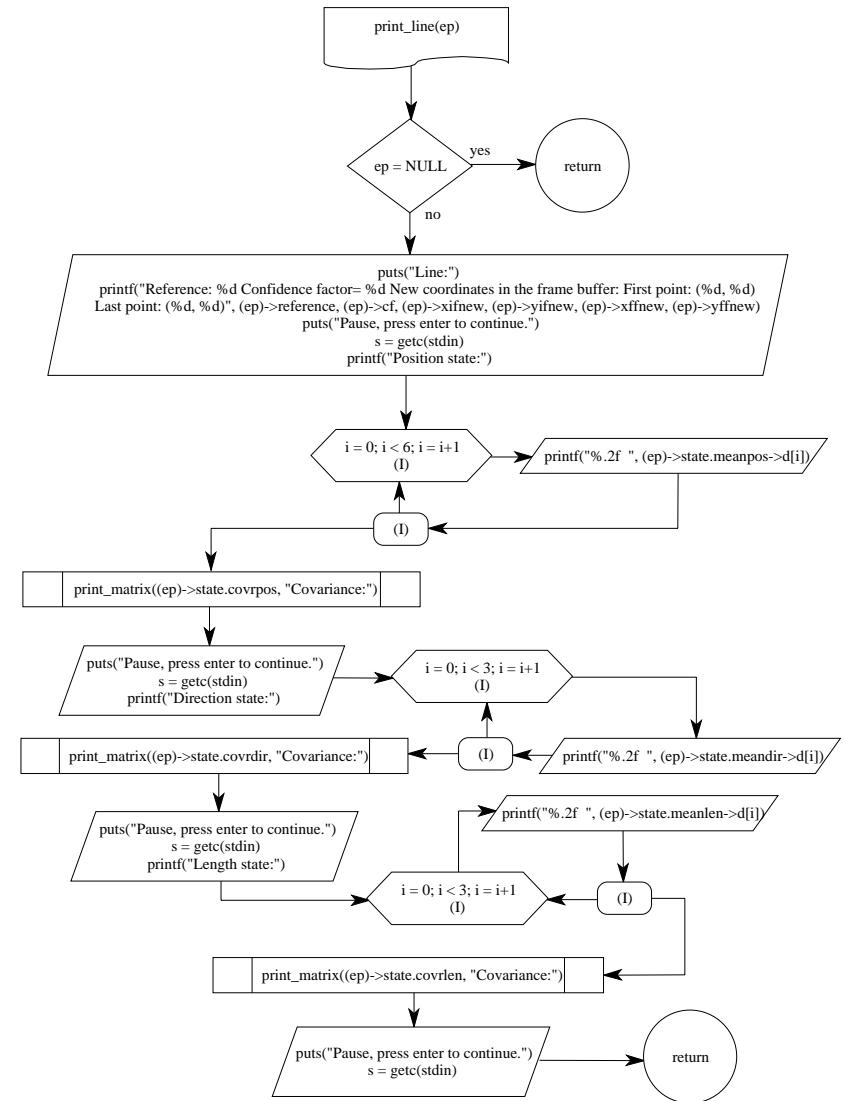 print_line(ep)
ep = NULL
yes
return
no
puts("Line:")
printf("Reference: %d Confidence factor= %d New coordinates in the frame buffer: First point: (%d, %d)
Last point: (%d, %d)", (ep)->reference, (ep)->cf, (ep)->xifnew, (ep)->yifnew, (ep)->xffnew, (ep)->yffnew)
puts("Pause, press enter to continue.")
s = getc(stdin)
printf("Position state:")
i = 0; i < 6; i = i+1
(I)
printf("%.2f  ", (ep)->state.meanpos->d[i])
(I)
print_matrix((ep)->state.covrpos, "Covariance:")
puts("Pause, press enter to continue.")
s = getc(stdin)
printf("Direction state:")
i = 0; i < 3; i = i+1
(I)
print_matrix((ep)->state.covrdir, "Covariance:")
(I)
printf("%.2f  ", (ep)->state.meandir->d[i])
puts("Pause, press enter to continue.")
s = getc(stdin)
printf("Length state:")
printf("%.2f  ", (ep)->state.meanlen->d[i])
i = 0; i < 3; i = i+1
(I)
(I)
print_matrix((ep)->state.covrlen, "Covariance:")
puts("Pause, press enter to continue.")
s = getc(stdin)
return